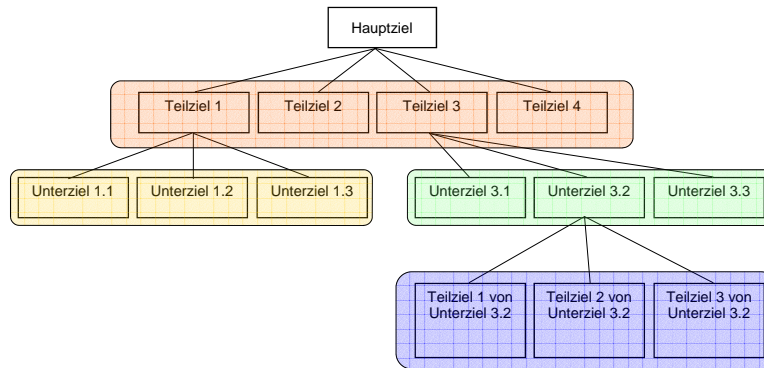 Hauptziel
Teilziel 1
Teilziel 2
Teilziel 3
Teilziel 4
Unterziel 1.1
Unterziel 1.2
Unterziel 1.3
Unterziel 3.1
Unterziel 3.2
Unterziel 3.3
Teilziel 1 von
Unterziel 3.2
Teilziel 2 von
Unterziel 3.2
Teilziel 3 von
Unterziel 3.2